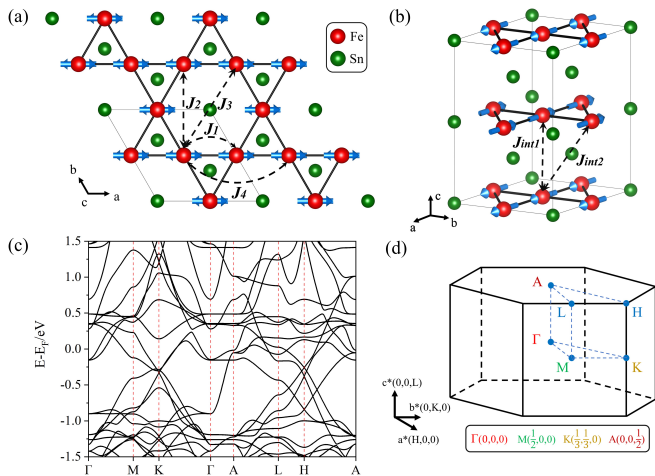 (a)
Fe
Sn
J2
J3
J1
J4
b
c
a
(b)
Jint1
Jint2
c
a
b
(c)
E-EF/eV
1.5
1.0
0.5
0.0
-0.5
-1.0
-1.5
Γ M K Γ A L H A
(d)
A
L
H
Γ
M
K
c*(0,0,L)
b*(0,K,0)
a*(H,0,0)
Γ(0,0,0) M(1/2,0,0) K(1/3,1/3,0) A(0,0,1/2)